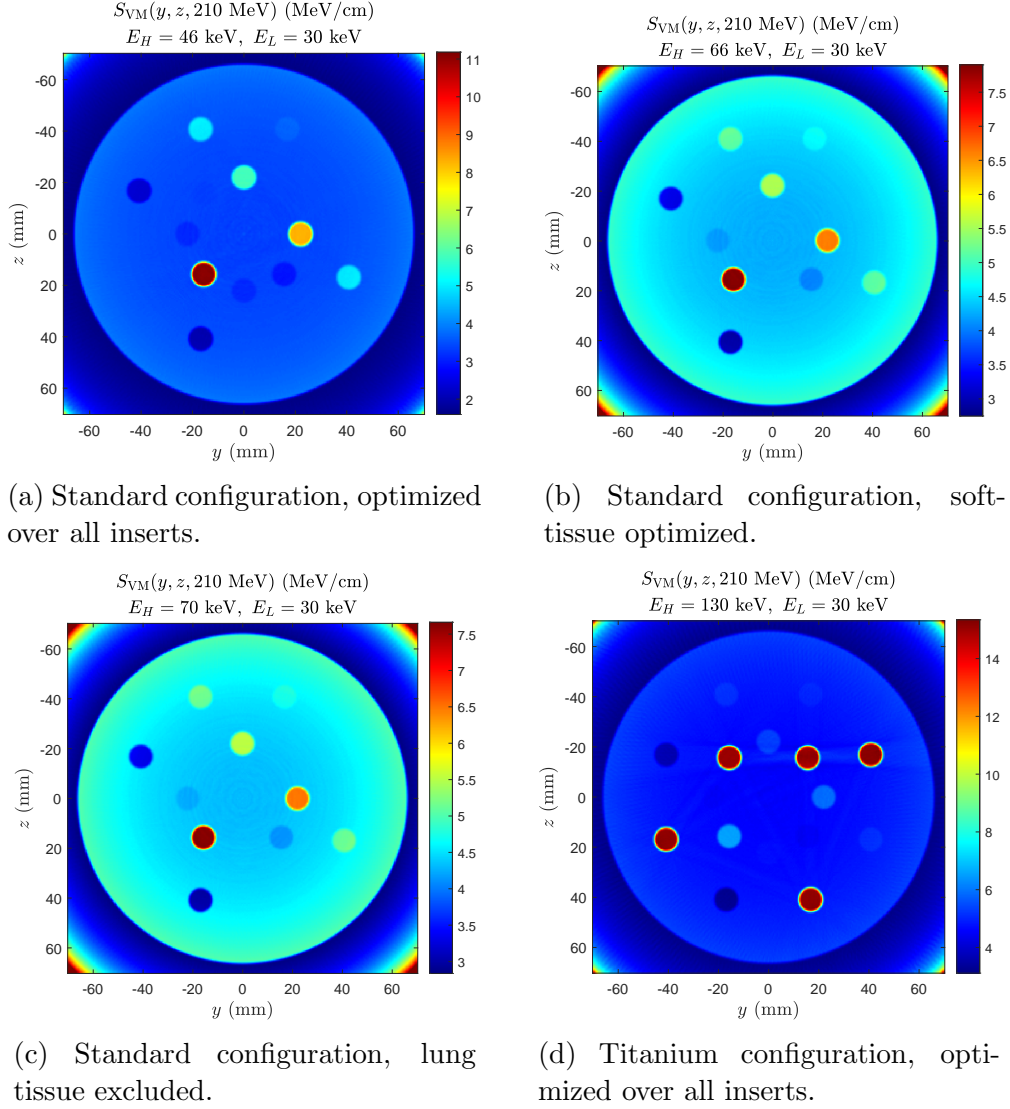 S_VM(y, z, 210 MeV) (MeV/cm)
E_H = 46 keV, E_L = 30 keV
-60
-40
-20
0
20
40
60
z (mm)
-60 -40 -20 0 20 40 60
y (mm)
11
10
9
8
7
6
5
4
3
2
(a) Standard configuration, optimized
over all inserts.
S_VM(y, z, 210 MeV) (MeV/cm)
E_H = 66 keV, E_L = 30 keV
-60
-40
-20
0
20
40
60
z (mm)
-60 -40 -20 0 20 40 60
y (mm)
7.5
7
6.5
6
5.5
5
4.5
4
3.5
3
(b) Standard configuration, soft-
tissue optimized.
S_VM(y, z, 210 MeV) (MeV/cm)
E_H = 70 keV, E_L = 30 keV
-60
-40
-20
0
20
40
60
z (mm)
-60 -40 -20 0 20 40 60
y (mm)
7.5
7
6.5
6
5.5
5
4.5
4
3.5
3
(c) Standard configuration, lung
tissue excluded.
S_VM(y, z, 210 MeV) (MeV/cm)
E_H = 130 keV, E_L = 30 keV
-60
-40
-20
0
20
40
60
z (mm)
-60 -40 -20 0 20 40 60
y (mm)
14
12
10
8
6
4
(d) Titanium configuration, opti-
mized over all inserts.